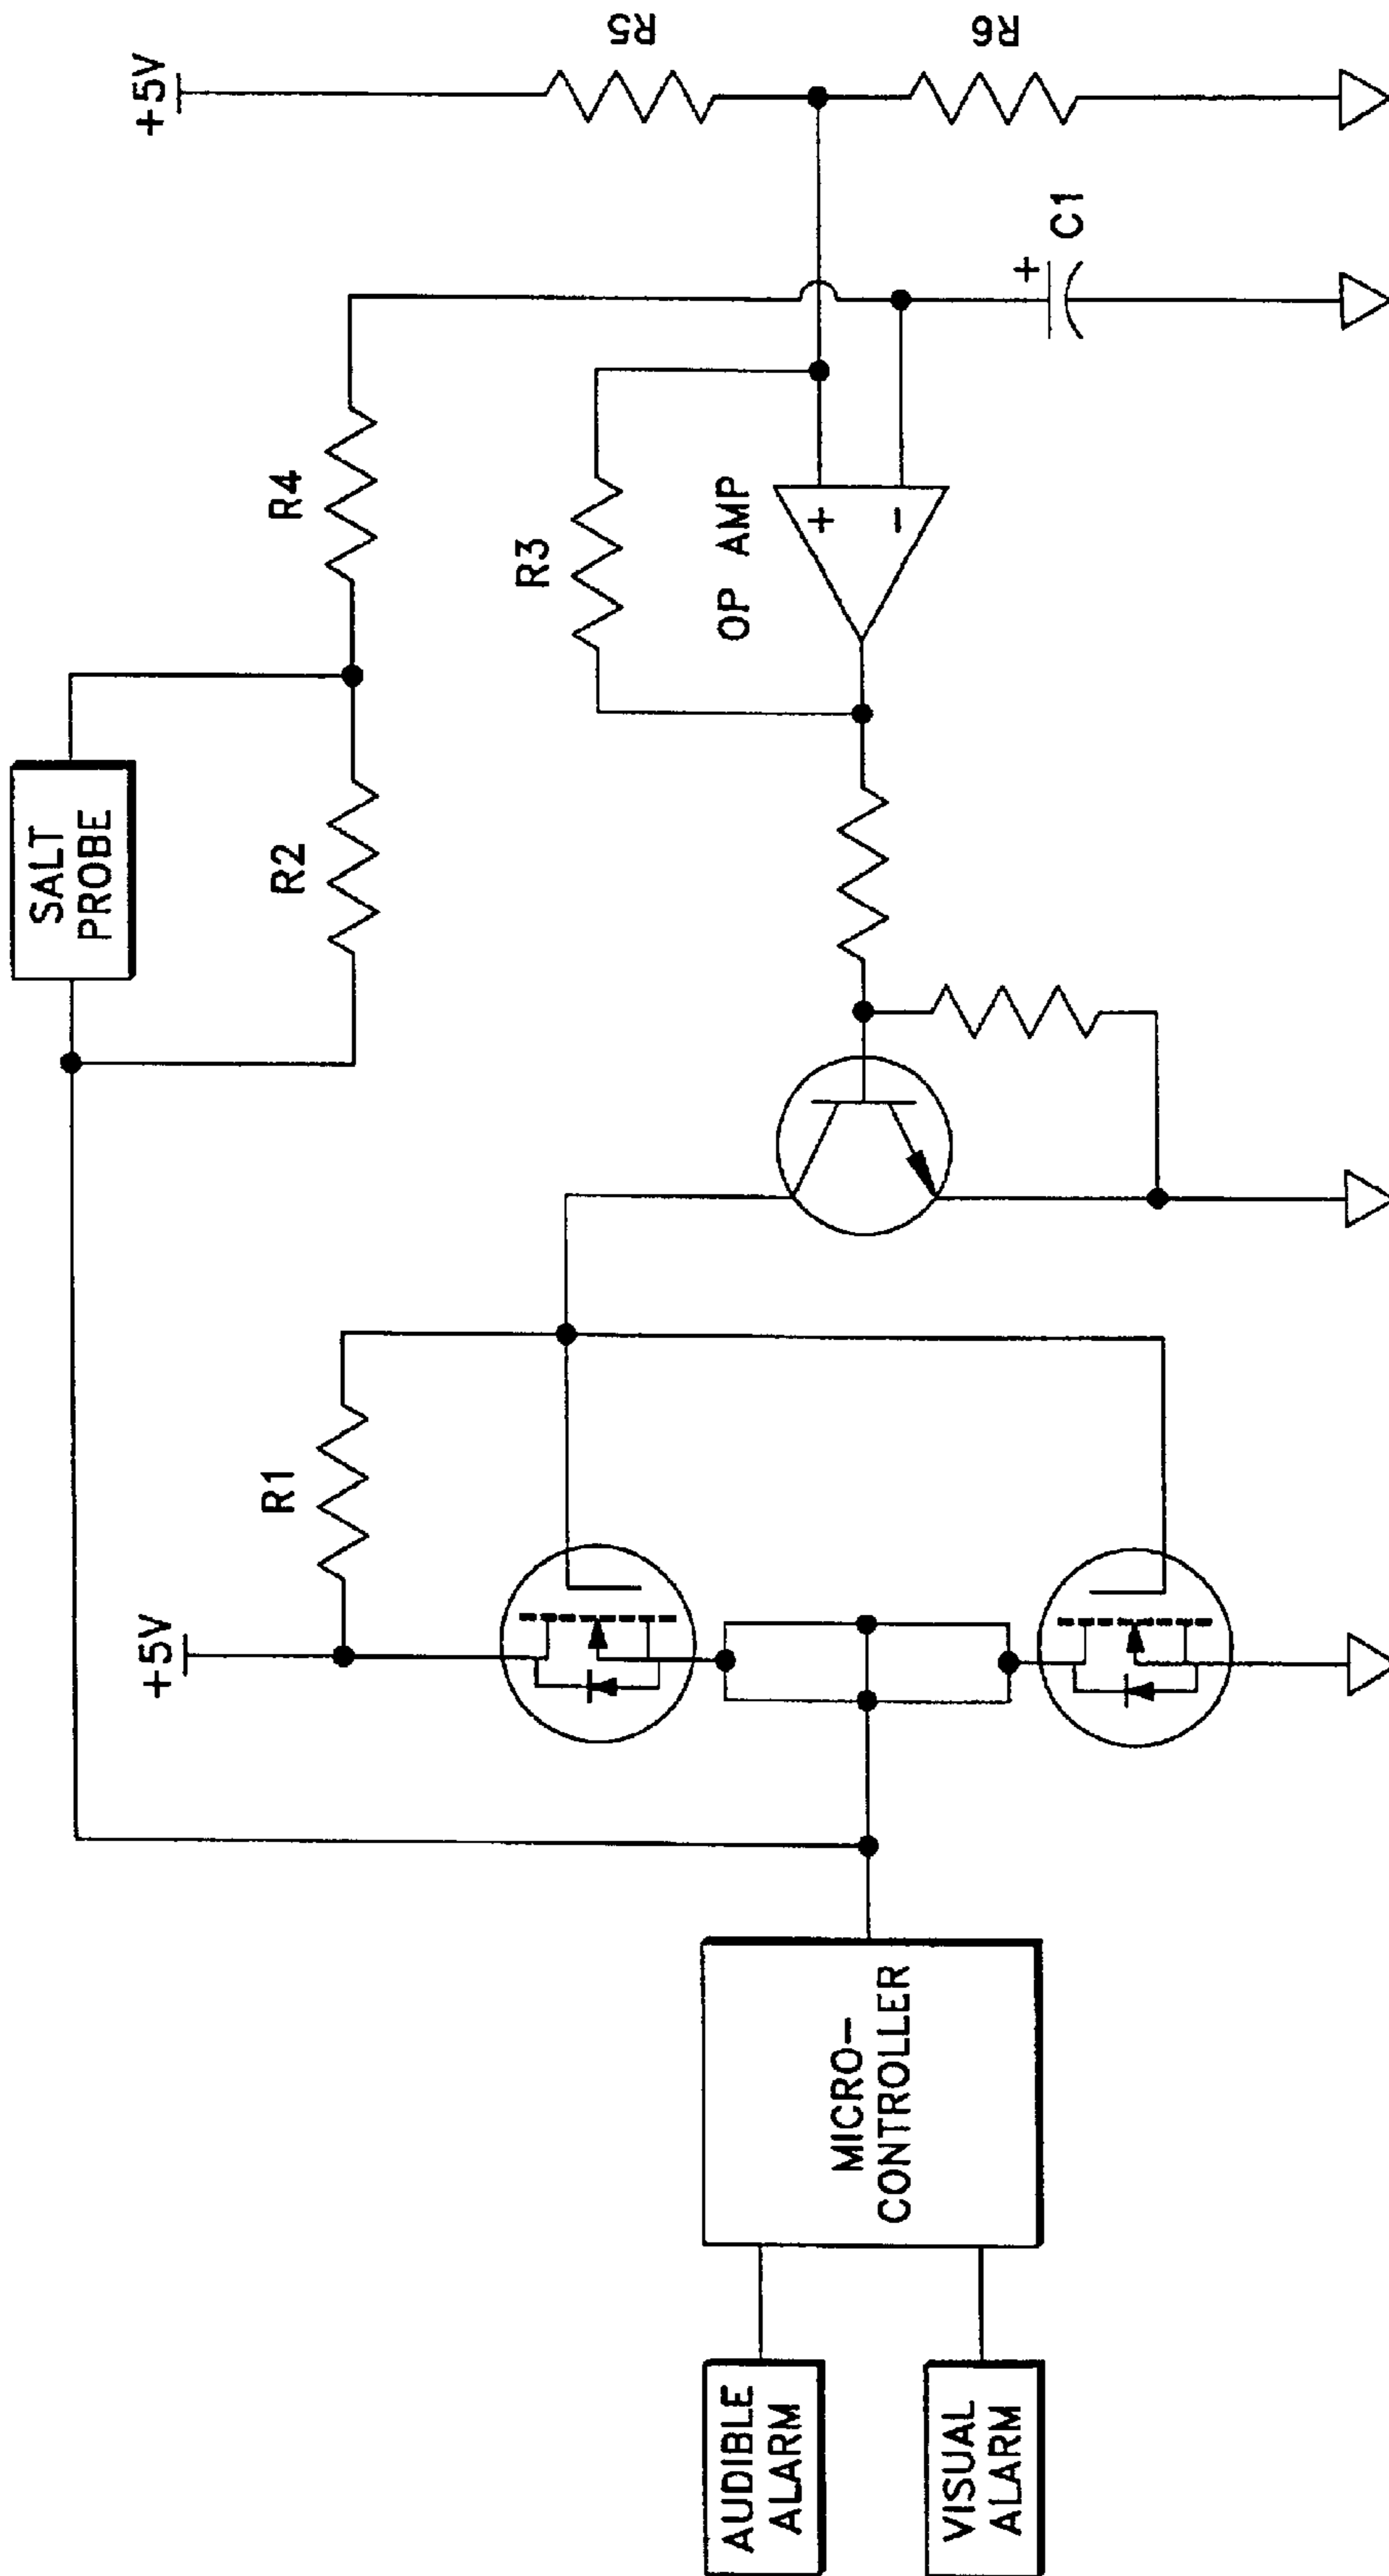 +5V
R5
R6
C1
+
R4
SALT
PROBE
R2
R3
OP AMP
+
-
+5V
R1
MICRO-
CONTROLLER
AUDIBLE
ALARM
VISUAL
ALARM